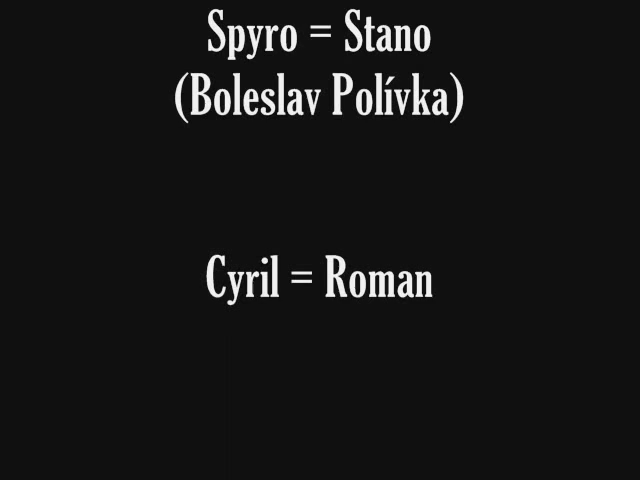 Spyro = Stano
(Boleslav Polívka)
Cyril = Roman